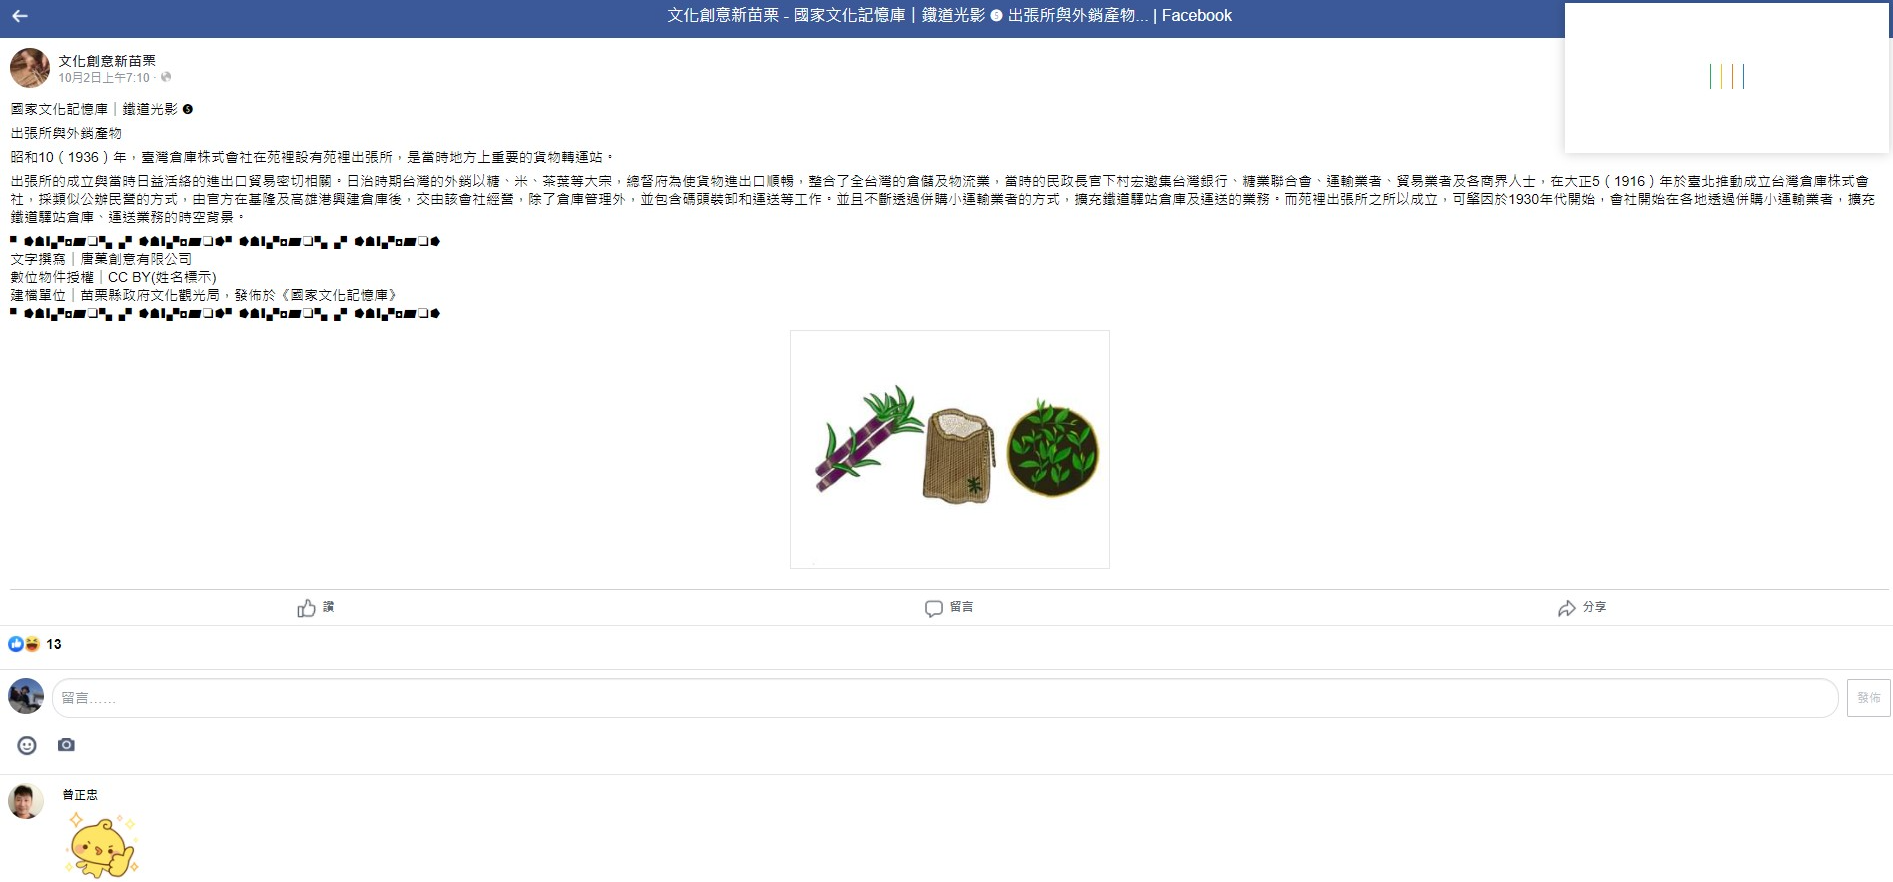 文化創意新苗栗 - 國家文化記憶庫｜鐵道光影 ❺ 出張所與外銷產物... | Facebook
文化創意新苗栗
10月2日上午7:10 ·
國家文化記憶庫｜鐵道光影 ❺
出張所與外銷產物
昭和10（1936）年，臺灣倉庫株式會社在苑裡設有苑裡出張所，是當時地方上重要的貨物轉運站。
出張所的成立與當時日益活絡的進出口貿易密切相關。日治時期台灣的外銷以糖、米、茶葉等大宗，總督府為使貨物進出口順暢，整合了全台灣的倉儲及物流業，當時的民政長官下村宏邀集台灣銀行、糖業聯合會、運輸業者、貿易業者及各商界人士，在大正5（1916）年於臺北推動成立台灣倉庫株式會
社，採類似公辦民營的方式，由官方在基隆及高雄港興建倉庫後，交由該會社經營，除了倉庫管理外，並包含碼頭裝卸和運送等工作。並且不斷透過併購小運輸業者的方式，擴充鐵道驛站倉庫及運送的業務。而苑裡出張所之所以成立，可肇因於1930年代開始，會社開始在各地透過併購小運輸業者，擴充
鐵道驛站倉庫、運送業務的時空背景。
文字撰寫｜唐菓創意有限公司
數位物件授權｜CC BY(姓名標示)
建檔單位｜苗栗縣政府文化觀光局，發佈於《國家文化記憶庫》
米
讚
留言
分享
13
留言......
發佈
曾正忠